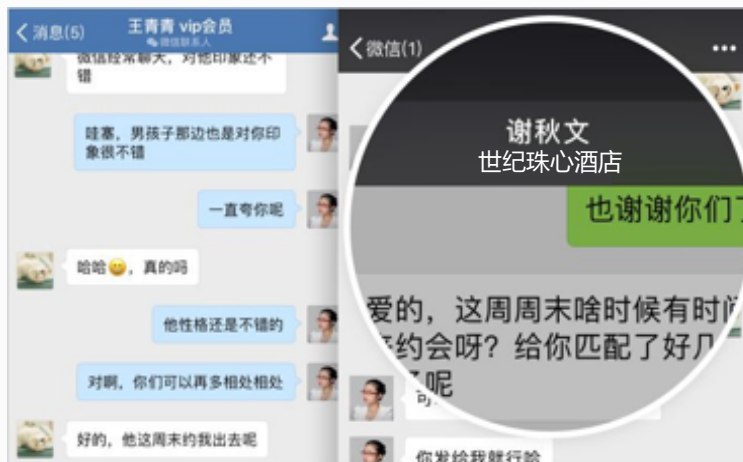 消息(5)
王青青 vip会员
微信联系人
微信经常聊天，对他印象还不
错
哇塞，男孩子那边也是对你印
象很不错
一直夸你呢
哈哈😄，真的吗
他性格还是不错的
对啊，你们可以再多相处相处
好的，他这周末约我出去呢
微信(1)
谢秋文
世纪珠心酒店
也谢谢你们
爱的，这周周末啥时候有时间
约会呀？给你匹配了好几
呢
你发给我就行哈